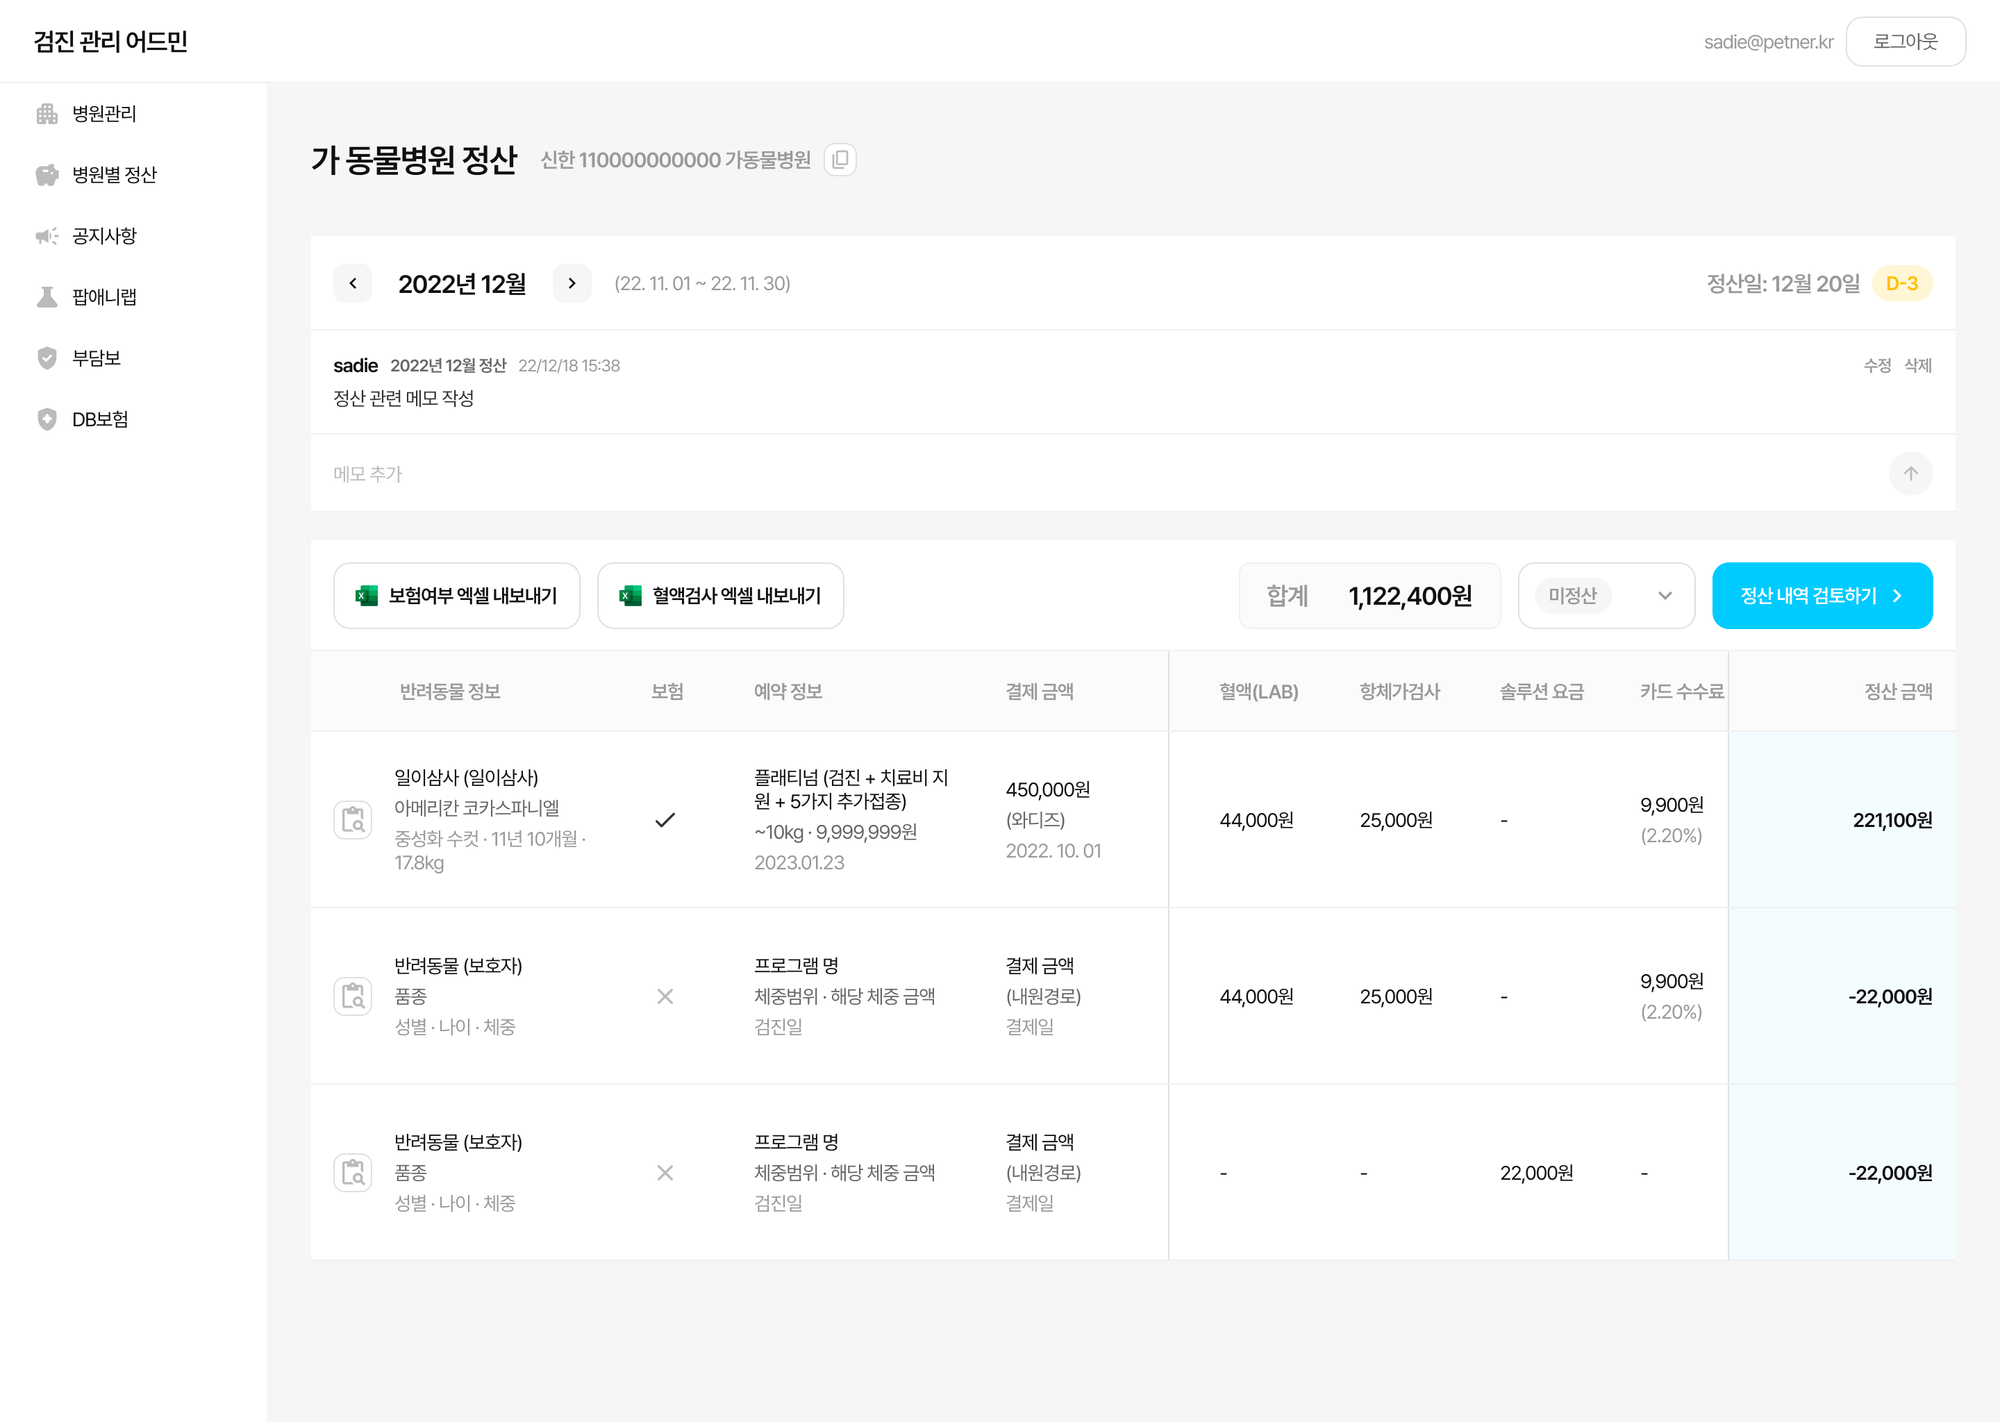 검진 관리 어드민
sadie@petner.kr
로그아웃
병원관리
병원별 정산
공지사항
팝애니랩
부담보
DB보험
가 동물병원 정산
신한 110000000000 가동물병원
2022년 12월
(22. 11. 01 ~ 22. 11. 30)
정산일: 12월 20일
D-3
sadie 2022년 12월 정산 22/12/18 15:38
수정 삭제
정산 관련 메모 작성
메모 추가
보험여부 엑셀 내보내기
혈액검사 엑셀 내보내기
합계 1,122,400원
미정산
정산 내역 검토하기
반려동물 정보
보험
예약 정보
결제 금액
혈액(LAB)
항체가검사
솔루션 요금
카드 수수료
정산 금액
일이삼사 (일이삼사)
아메리칸 코카스파니엘
중성화 수컷 · 11년 10개월 ·
17.8kg
플래티넘 (검진 + 치료비 지
원 + 5가지 추가접종)
~10kg · 9,999,999원
2023.01.23
450,000원
(와디즈)
2022. 10. 01
44,000원
25,000원
-
9,900원
(2.20%)
221,100원
반려동물 (보호자)
품종
성별 · 나이 · 체중
프로그램 명
체중범위 · 해당 체중 금액
검진일
결제 금액
(내원경로)
결제일
44,000원
25,000원
-
9,900원
(2.20%)
-22,000원
반려동물 (보호자)
품종
성별 · 나이 · 체중
프로그램 명
체중범위 · 해당 체중 금액
검진일
결제 금액
(내원경로)
결제일
-
-
22,000원
-
-22,000원